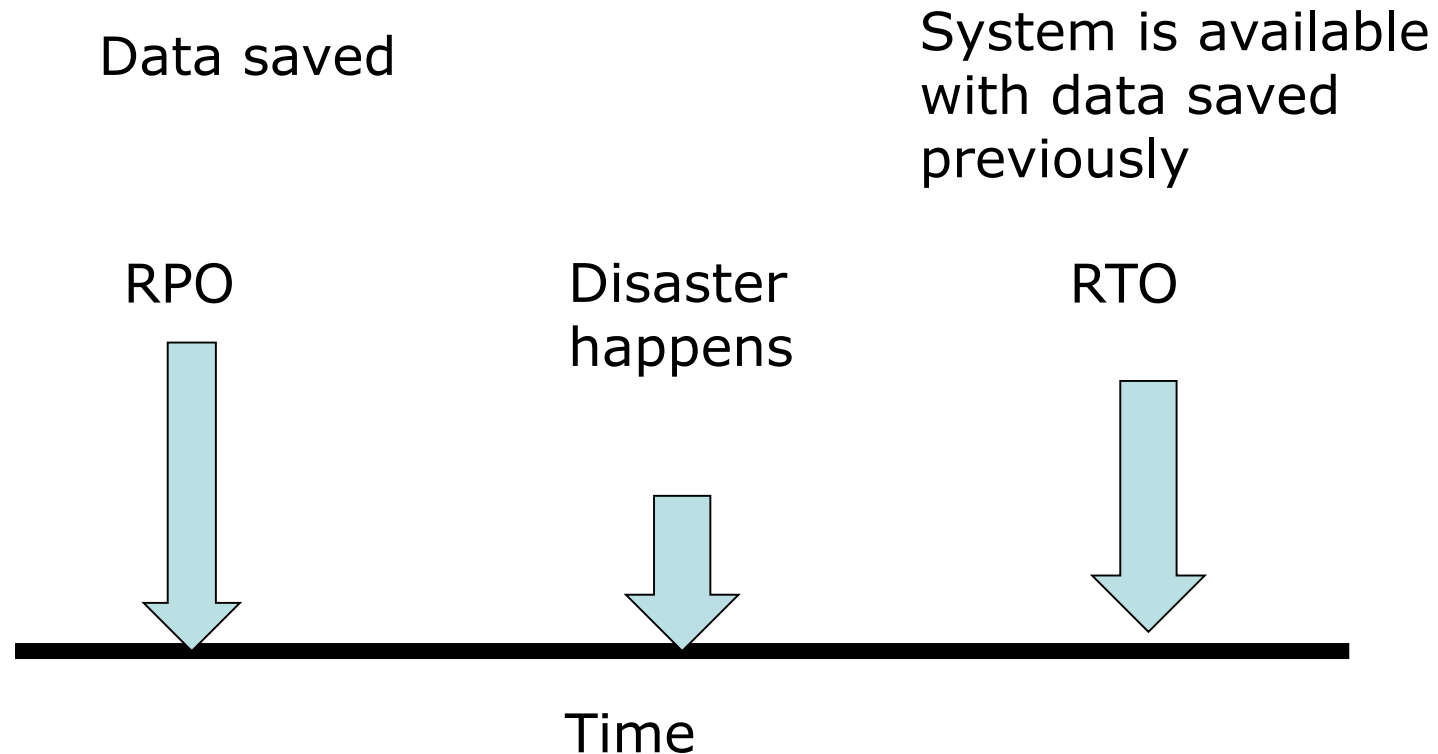 Data saved
System is available
with data saved
previously
RPO
Disaster
happens
RTO
Time